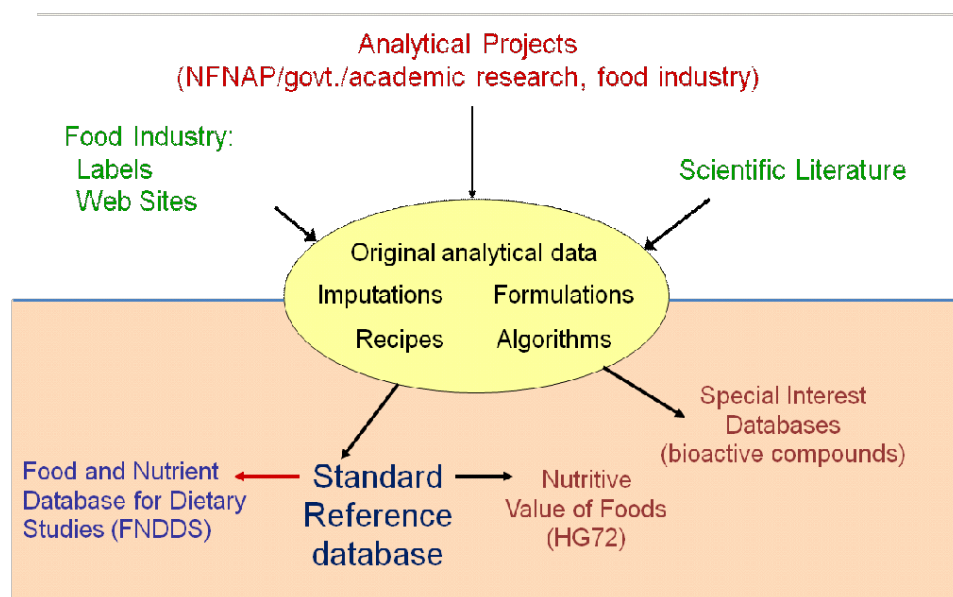 Analytical Projects
(NFNAP/govt./academic research, food industry)
Food Industry:
Labels
Web Sites
Scientific Literature
Original analytical data
Imputations Formulations
Recipes Algorithms
Special Interest
Databases
(bioactive compounds)
Food and Nutrient
Database for Dietary
Studies (FNDDS)
Standard
Reference
database
Nutritive
Value of Foods
(HG72)